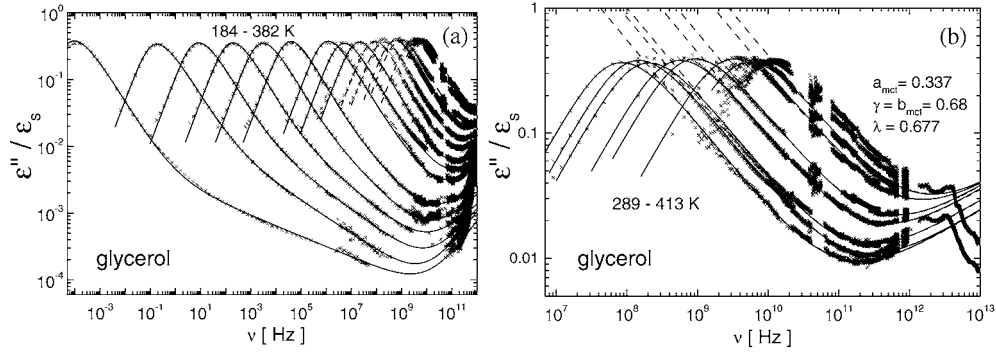 184 - 382 K
(a)
10^0
10^-1
10^-2
10^-3
10^-4
ε'' / ε_s
glycerol
10^-3 10^-1 10^1 10^3 10^5 10^7 10^9 10^11
ν [ Hz ]
(b)
1
0.1
0.01
ε'' / ε_s
a_mct = 0.337
γ = b_mct = 0.68
λ = 0.677
289 - 413 K
glycerol
10^7 10^8 10^9 10^10 10^11 10^12 10^13
ν [ Hz ]